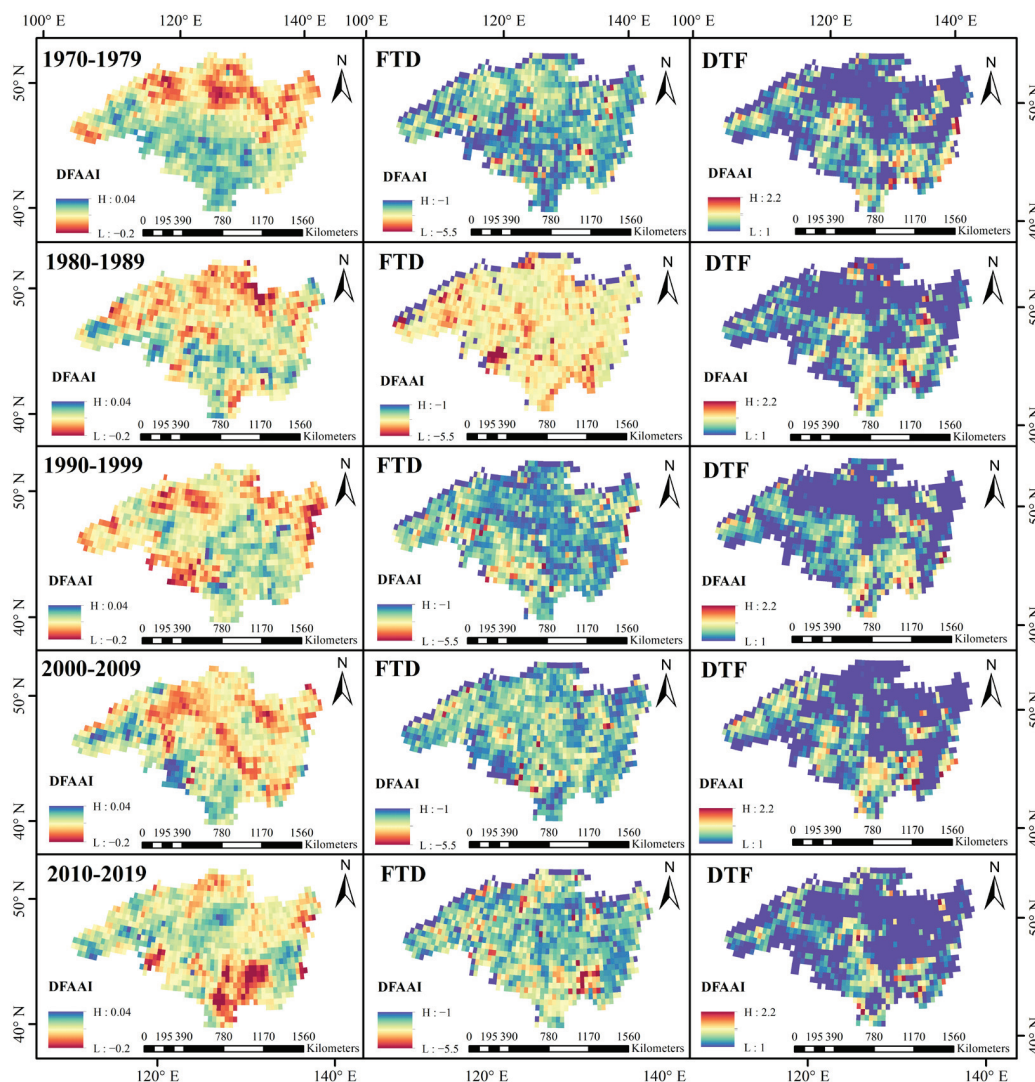 100° E 120° E 140° E 100° E 120° E 140° E 120° E 140° E
1970-1979 N FTD N DTF N
50° N 50° N
DFAAI DFAAI DFAAI
H : 0.04 H : −1 H : 2.2
L : −0.2 L : −5.5 L : 1
0 195 390 780 1170 1560 0 195 390 780 1170 1560 0 195 390 780 1170 1560
Kilometers Kilometers Kilometers
40° N 40° N
1980-1989 N FTD N DTF N
50° N 50° N
DFAAI DFAAI DFAAI
H : 0.04 H : −1 H : 2.2
L : −0.2 L : −5.5 L : 1
0 195 390 780 1170 1560 0 195 390 780 1170 1560 0 195 390 780 1170 1560
Kilometers Kilometers Kilometers
40° N 40° N
1990-1999 N FTD N DTF N
50° N 50° N
DFAAI DFAAI DFAAI
H : 0.04 H : −1 H : 2.2
L : −0.2 L : −5.5 L : 1
0 195 390 780 1170 1560 0 195 390 780 1170 1560 0 195 390 780 1170 1560
Kilometers Kilometers Kilometers
40° N 40° N
2000-2009 N FTD N DTF N
50° N 50° N
DFAAI DFAAI DFAAI
H : 0.04 H : −1 H : 2.2
L : −0.2 L : −5.5 L : 1
0 195 390 780 1170 1560 0 195 390 780 1170 1560 0 195 390 780 1170 1560
Kilometers Kilometers Kilometers
40° N 40° N
2010-2019 N FTD N DTF N
50° N 50° N
DFAAI DFAAI DFAAI
H : 0.04 H : −1 H : 2.2
L : −0.2 L : −5.5 L : 1
0 195 390 780 1170 1560 0 195 390 780 1170 1560 0 195 390 780 1170 1560
Kilometers Kilometers Kilometers
40° N 40° N
120° E 140° E 120° E 140° E 120° E 140° E